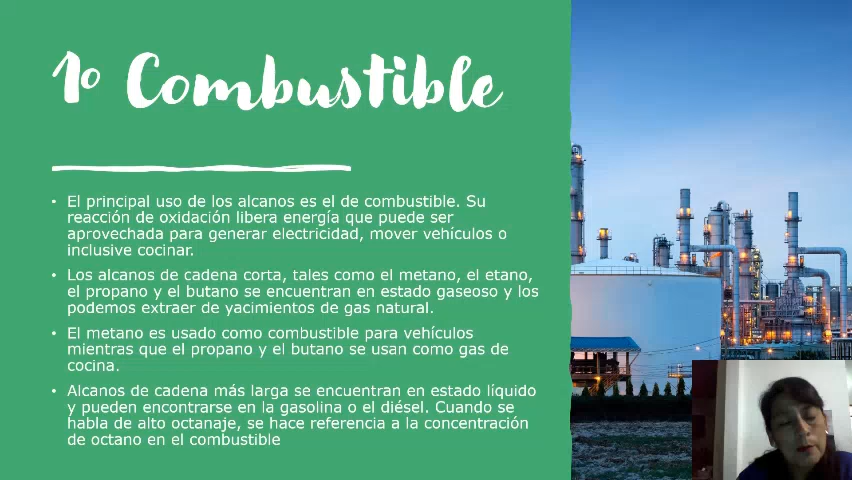 1o Combustible
• El principal uso de los alcanos es el de combustible. Su
reacción de oxidación libera energía que puede ser
aprovechada para generar electricidad, mover vehículos o
inclusive cocinar.
• Los alcanos de cadena corta, tales como el metano, el etano,
el propano y el butano se encuentran en estado gaseoso y los
podemos extraer de yacimientos de gas natural.
• El metano es usado como combustible para vehículos
mientras que el propano y el butano se usan como gas de
cocina.
• Alcanos de cadena más larga se encuentran en estado líquido
y pueden encontrarse en la gasolina o el diésel. Cuando se
habla de alto octanaje, se hace referencia a la concentración
de octano en el combustible